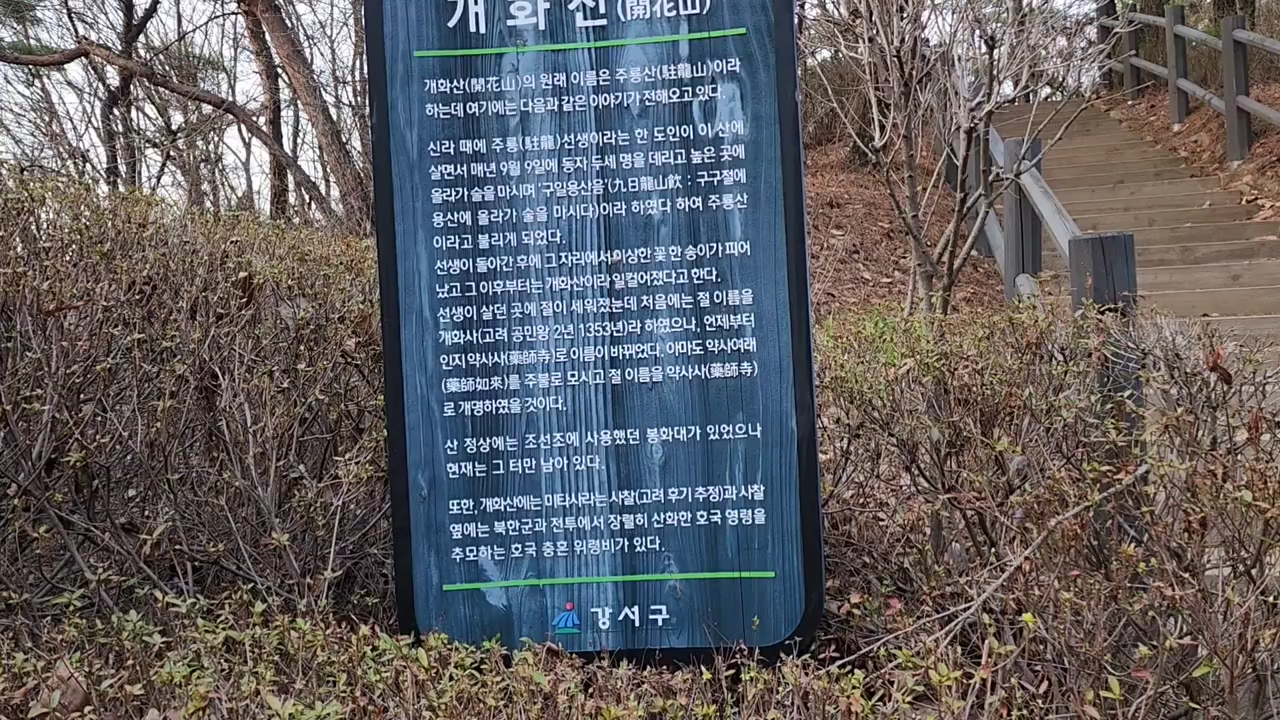 개화산(開花山)
개화산(開花山)의 원래 이름은 주룡산(駐龍山)이라
하는데 여기에는 다음과 같은 이야기가 전해오고 있다.
신라 때에 주룡(駐龍)선생이라는 한 도인이 이 산에
살면서 매년 9월 9일에 동자 두세 명을 데리고 높은 곳에
올라가 술을 마시며 '구일용산음'(九日龍山飮 : 구구절에
용산에 올라가 술을 마시다)이라 하였다 하여 주룡산
이라고 불리게 되었다.
선생이 돌아간 후에 그 자리에서 이상한 꽃 한 송이가 피어
났고 그 이후부터는 개화산이라 일컬어졌다고 한다.
선생이 살던 곳에 절이 세워졌는데 처음에는 절 이름을
개화사(고려 공민왕 2년 1353년)라 하였으나, 언제부터
인지 약사사(藥師寺)로 이름이 바뀌었다. 아마도 약사여래
(藥師如來)를 주불로 모시고 절 이름을 약사사(藥師寺)
로 개명하였을 것이다.
산 정상에는 조선조에 사용했던 봉화대가 있었으나
현재는 그 터만 남아 있다.
또한, 개화산에는 미타사라는 사찰(고려 후기 추정)과 사찰
옆에는 북한군과 전투에서 장렬히 산화한 호국 영령을
추모하는 호국 충혼 위령비가 있다.
강서구